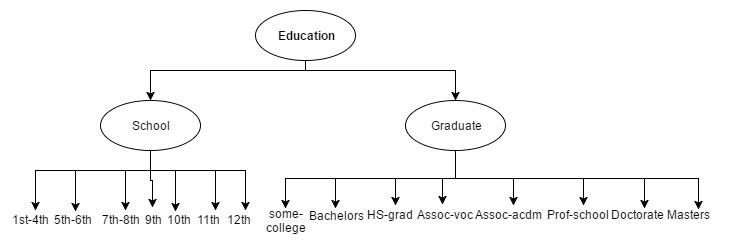 Education
School
Graduate
1st-4th 5th-6th 7th-8th 9th 10th 11th 12th
some-
college
Bachelors HS-grad Assoc-voc Assoc-acdm Prof-school Doctorate Masters